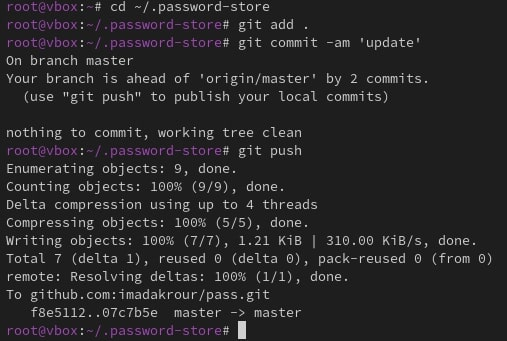 root@vbox:~# cd ~/.password-store
root@vbox:~/.password-store# git add .
root@vbox:~/.password-store# git commit -am 'update'
On branch master
Your branch is ahead of 'origin/master' by 2 commits.
  (use "git push" to publish your local commits)

nothing to commit, working tree clean
root@vbox:~/.password-store# git push
Enumerating objects: 9, done.
Counting objects: 100% (9/9), done.
Delta compression using up to 4 threads
Compressing objects: 100% (5/5), done.
Writing objects: 100% (7/7), 1.21 KiB | 310.00 KiB/s, done.
Total 7 (delta 1), reused 0 (delta 0), pack-reused 0 (from 0)
remote: Resolving deltas: 100% (1/1), done.
To github.com:imadakrour/pass.git
   f8e5112..07c7b5e  master -> master
root@vbox:~/.password-store#